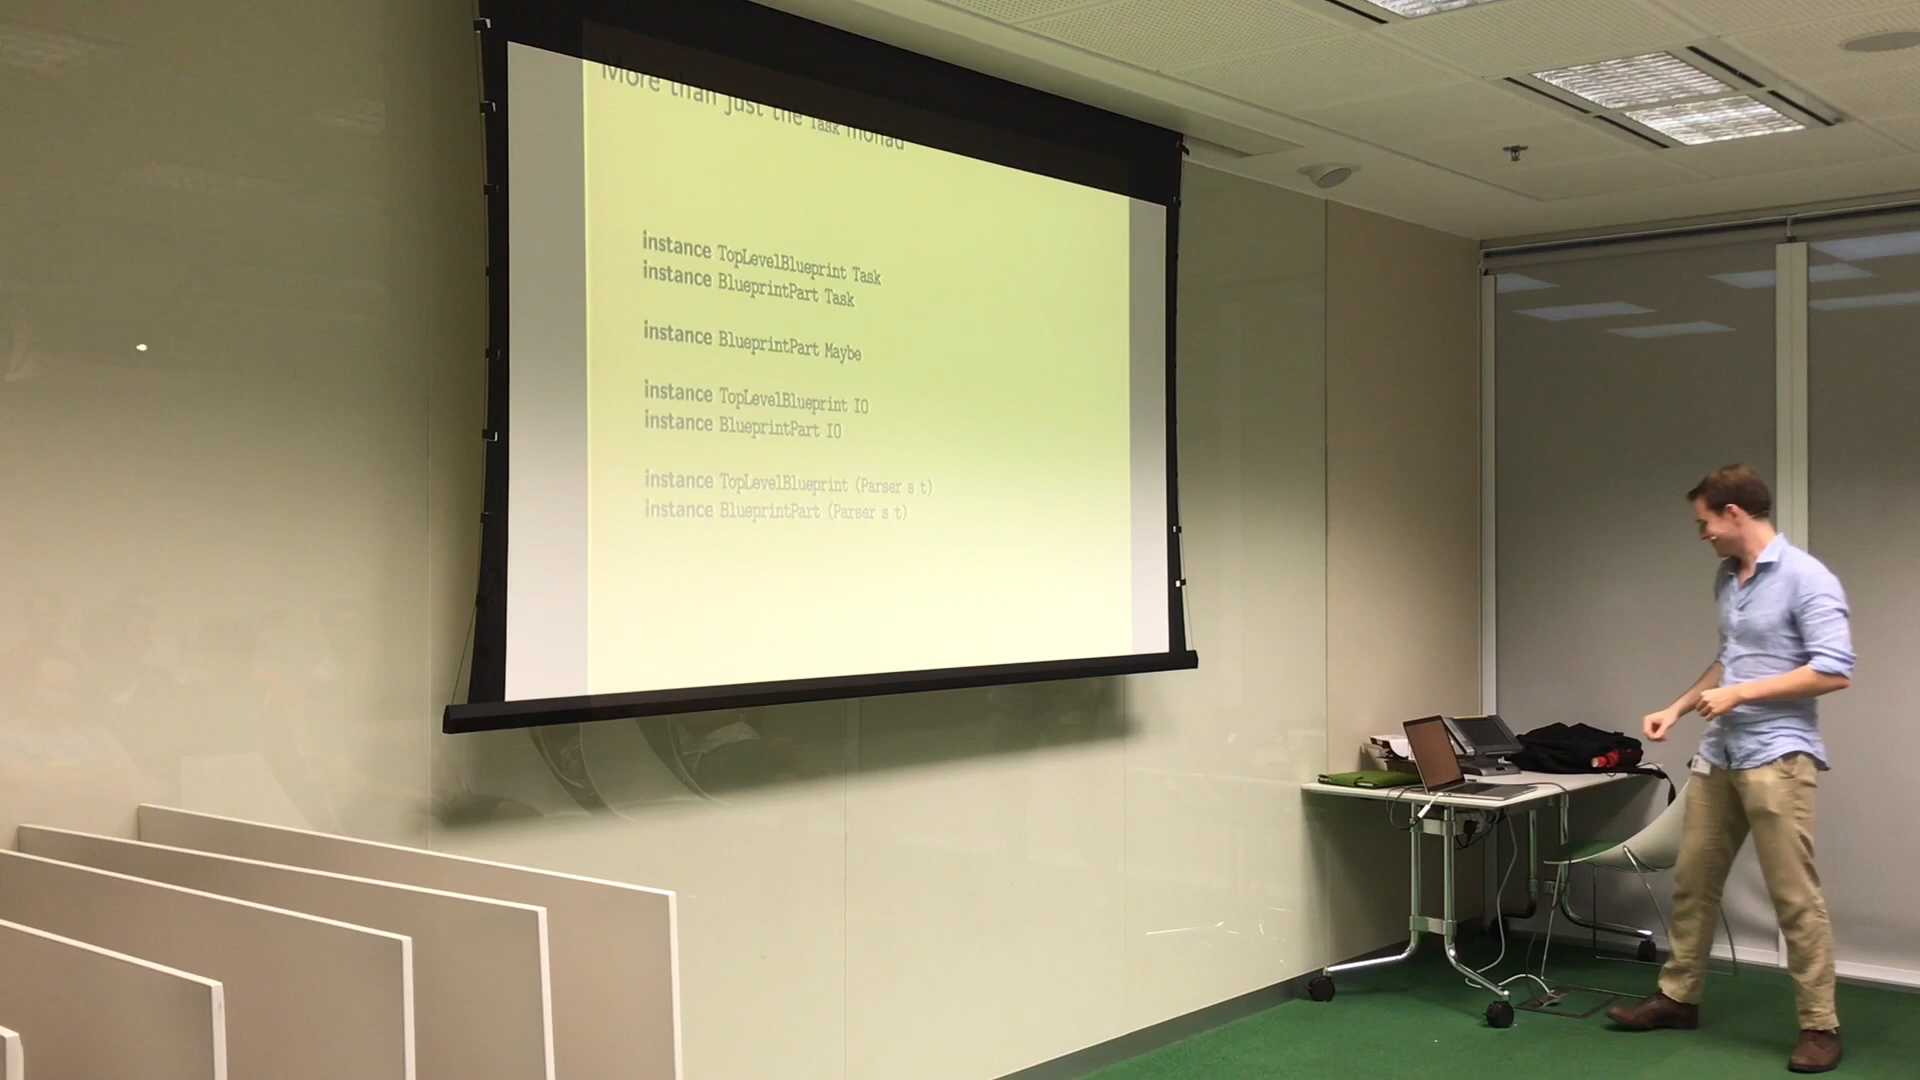 More than just the Task monad
instance TopLevelBlueprint Task
instance BlueprintPart Task
instance BlueprintPart Maybe
instance TopLevelBlueprint IO
instance BlueprintPart IO
instance TopLevelBlueprint (Parser s t)
instance BlueprintPart (Parser s t)